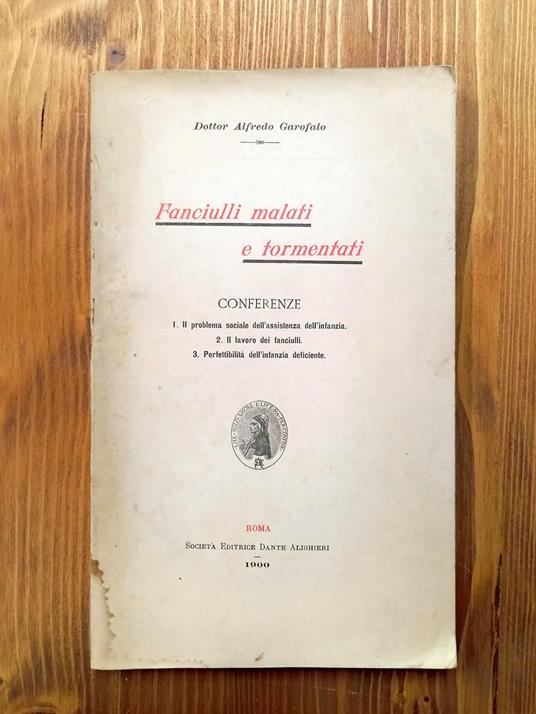 Dottor Alfredo Garofalo
Fanciulli malati
e tormentati
CONFERENZE
1. Il problema sociale dell'assistenza dell'infanzia.
2. Il lavoro dei fanciulli.
3. Perfettibilità dell'infanzia deficiente.
ROMA
SOCIETÀ EDITRICE DANTE ALIGHIERI
1900